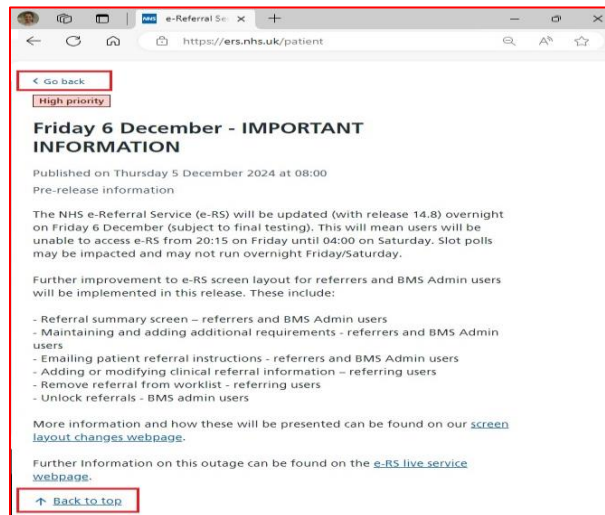 NHS e-Referral Se
https://ers.nhs.uk/patient
Go back
High priority
Friday 6 December - IMPORTANT
INFORMATION
Published on Thursday 5 December 2024 at 08:00
Pre-release information
The NHS e-Referral Service (e-RS) will be updated (with release 14.8) overnight
on Friday 6 December (subject to final testing). This will mean users will be
unable to access e-RS from 20:15 on Friday until 04:00 on Saturday. Slot polls
may be impacted and may not run overnight Friday/Saturday.
Further improvement to e-RS screen layout for referrers and BMS Admin users
will be implemented in this release. These include:
- Referral summary screen – referrers and BMS Admin users
- Maintaining and adding additional requirements - referrers and BMS Admin
users
- Emailing patient referral instructions - referrers and BMS Admin users
- Adding or modifying clinical referral information – referring users
- Remove referral from worklist - referring users
- Unlock referrals - BMS admin users
More information and how these will be presented can be found on our screen
layout changes webpage.
Further Information on this outage can be found on the e-RS live service
webpage.
Back to top